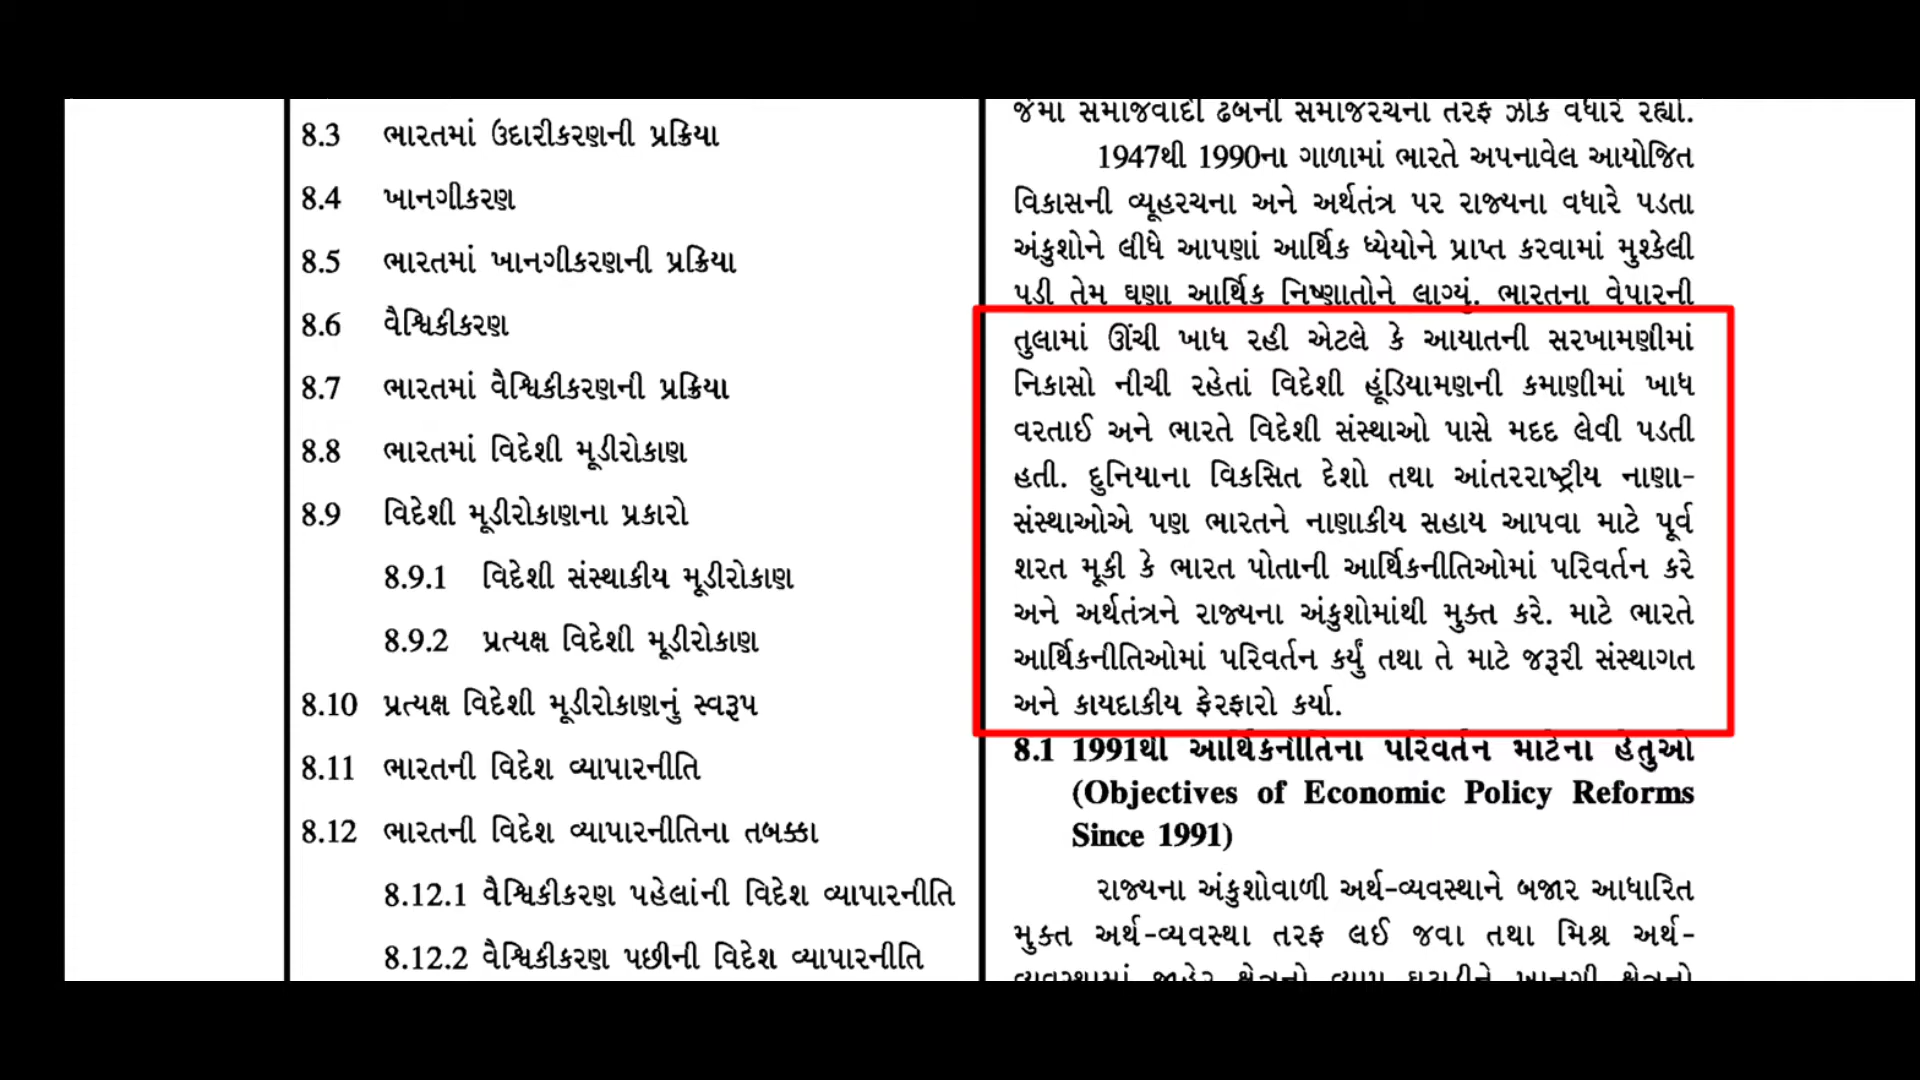 8.3 ભારતમાં ઉદારીકરણની પ્રક્રિયા
8.4 ખાનગીકરણ
8.5 ભારતમાં ખાનગીકરણની પ્રક્રિયા
8.6 વૈશ્વિકીકરણ
8.7 ભારતમાં વૈશ્વિકીકરણની પ્રક્રિયા
8.8 ભારતમાં વિદેશી મૂડીરોકાણ
8.9 વિદેશી મૂડીરોકાણના પ્રકારો
8.9.1 વિદેશી સંસ્થાકીય મૂડીરોકાણ
8.9.2 પ્રત્યક્ષ વિદેશી મૂડીરોકાણ
8.10 પ્રત્યક્ષ વિદેશી મૂડીરોકાણનું સ્વરૂપ
8.11 ભારતની વિદેશ વ્યાપારનીતિ
8.12 ભારતની વિદેશ વ્યાપારનીતિના તબક્કા
8.12.1 વૈશ્વિકીકરણ પહેલાંની વિદેશ વ્યાપારનીતિ
8.12.2 વૈશ્વિકીકરણ પછીની વિદેશ વ્યાપારનીતિ
જેમાં સમાજવાદી ઢબની સમાજરચના તરફ ઝોક વધારે રહ્યો.
1947થી 1990ના ગાળામાં ભારતે અપનાવેલ આયોજિત
વિકાસની વ્યૂહરચના અને અર્થતંત્ર પર રાજ્યના વધારે પડતા
અંકુશોને લીધે આપણાં આર્થિક ધ્યેયોને પ્રાપ્ત કરવામાં મુશ્કેલી
પડી તેમ ઘણા આર્થિક નિષ્ણાતોને લાગ્યું. ભારતના વેપારની
તુલામાં ઊંચી ખાધ રહી એટલે કે આયાતની સરખામણીમાં
નિકાસો નીચી રહેતાં વિદેશી હૂંડિયામણની કમાણીમાં ખાધ
વરતાઈ અને ભારતે વિદેશી સંસ્થાઓ પાસે મદદ લેવી પડતી
હતી. દુનિયાના વિકસિત દેશો તથા આંતરરાષ્ટ્રીય નાણા-
સંસ્થાઓએ પણ ભારતને નાણાકીય સહાય આપવા માટે પૂર્વ
શરત મૂકી કે ભારત પોતાની આર્થિકનીતિઓમાં પરિવર્તન કરે
અને અર્થતંત્રને રાજ્યના અંકુશોમાંથી મુક્ત કરે. માટે ભારતે
આર્થિકનીતિઓમાં પરિવર્તન કર્યું તથા તે માટે જરૂરી સંસ્થાગત
અને કાયદાકીય ફેરફારો કર્યા.
8.1 1991થી આર્થિકનીતિના પરિવર્તન માટેના હેતુઓ
(Objectives of Economic Policy Reforms
Since 1991)
રાજ્યના અંકુશોવાળી અર્થ-વ્યવસ્થાને બજાર આધારિત
મુક્ત અર્થ-વ્યવસ્થા તરફ લઈ જવા તથા મિશ્ર અર્થ-
વ્યવસ્થામાં જાહેર ક્ષેત્રનો વ્યાપ ઘટાડીને ખાનગી ક્ષેત્રનો